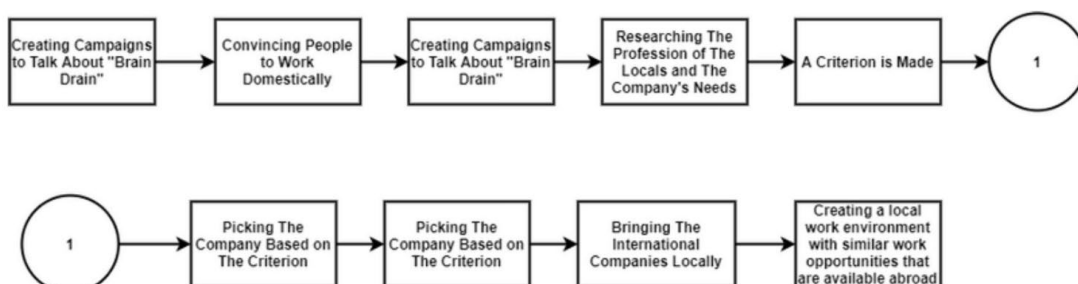 Creating Campaigns
to Talk About "Brain
Drain"
Convincing People
to Work
Domestically
Creating Campaigns
to Talk About "Brain
Drain"
Researching The
Profession of The
Locals and The
Company's Needs
A Criterion is Made
1
1
Picking The
Company Based on
The Criterion
Picking The
Company Based on
The Criterion
Bringing The
International
Companies Locally
Creating a local
work environment
with similar work
opportunities that
are available abroad